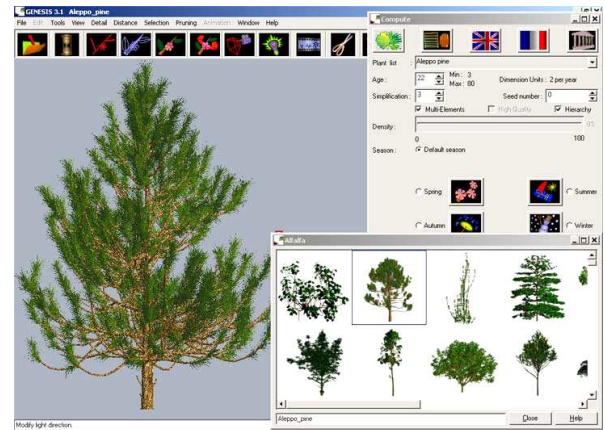 GENESIS 3.1 Aleppo_pine
File Edit Tools View Detail Distance Selection Pruning Animation Window Help
Compute
Plant list : Aleppo pine
Age : 22 Min : 3
Max : 80 Dimension Units : 2 per year
Simplification : 3 Seed number : 0
Multi-Elements High Quality Hierarchy
Density : 0%
0 100
Season : Default season
Spring Summer
Autumn Winter
Alfalfa
Aleppo_pine Close Help
Modify light direction.